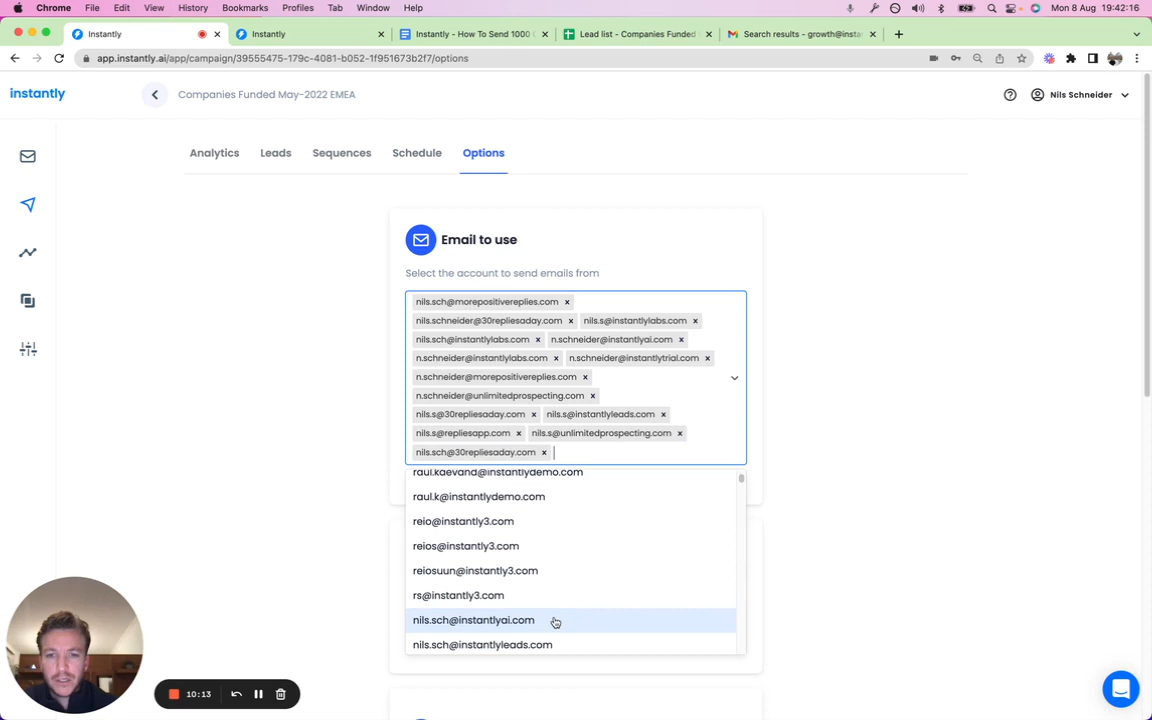 Chrome File Edit View History Bookmarks Profiles Tab Window Help Mon 8 Aug 19:42:16
Instantly Instantly Instantly - How To Send 1000 Lead list - Companies Funded Search results - growth@insta
app.instantly.ai/app/campaign/39555475-179c-4081-b052-1f951673b2f7/options
instantly Companies Funded May-2022 EMEA Nils Schneider
Analytics Leads Sequences Schedule Options
Email to use
Select the account to send emails from
nils.sch@morepositivereplies.com ×
nils.schneider@30repliesaday.com × nils.s@instantlylabs.com ×
nils.sch@instantlylabs.com × n.schneider@instantlyai.com ×
n.schneider@instantlylabs.com × n.schneider@instantlytrial.com ×
n.schneider@morepositivereplies.com ×
n.schneider@unlimitedprospecting.com ×
nils.s@30repliesaday.com × nils.s@instantlyleads.com ×
nils.s@repliesapp.com × nils.s@unlimitedprospecting.com ×
nils.sch@30repliesaday.com ×
raul.kaevand@instantlydemo.com
raul.k@instantlydemo.com
reio@instantly3.com
reios@instantly3.com
reiosuun@instantly3.com
rs@instantly3.com
nils.sch@instantlyai.com
nils.sch@instantlyleads.com
10:13